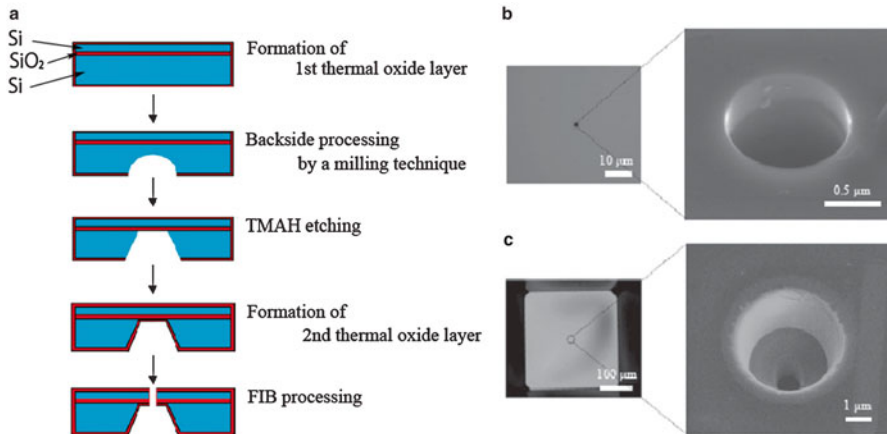 a
Si
SiO₂
Si
Formation of
1st thermal oxide layer
Backside processing
by a milling technique
TMAH etching
Formation of
2nd thermal oxide layer
FIB processing
b
10 µm
0.5 µm
c
100 µm
1 µm